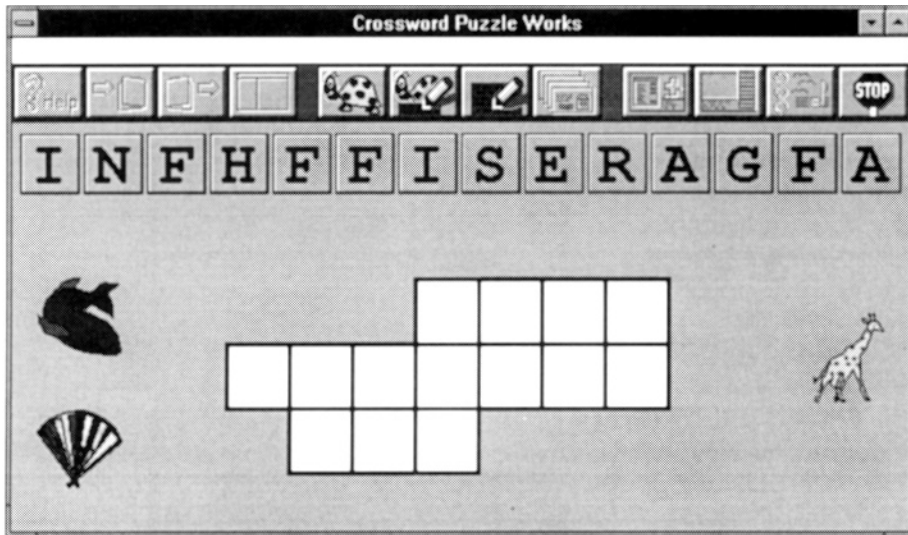 Crossword Puzzle Works
Help STOP
I N F H F F I S E R A G F A